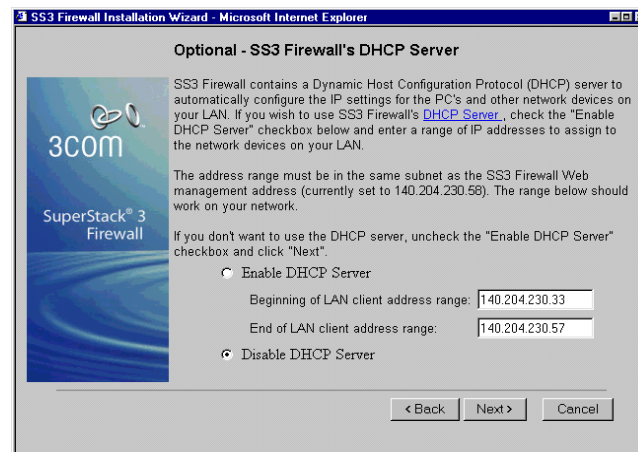 SS3 Firewall Installation Wizard - Microsoft Internet Explorer
Optional - SS3 Firewall's DHCP Server
3COM
SuperStack® 3
Firewall
SS3 Firewall contains a Dynamic Host Configuration Protocol (DHCP) server to
automatically configure the IP settings for the PC's and other network devices on
your LAN. If you wish to use SS3 Firewall's DHCP Server , check the "Enable
DHCP Server" checkbox below and enter a range of IP addresses to assign to
the network devices on your LAN.
The address range must be in the same subnet as the SS3 Firewall Web
management address (currently set to 140.204.230.58). The range below should
work on your network.
If you don't want to use the DHCP server, uncheck the "Enable DHCP Server"
checkbox and click "Next".
Enable DHCP Server
Beginning of LAN client address range: 140.204.230.33
End of LAN client address range: 140.204.230.57
Disable DHCP Server
< Back Next > Cancel